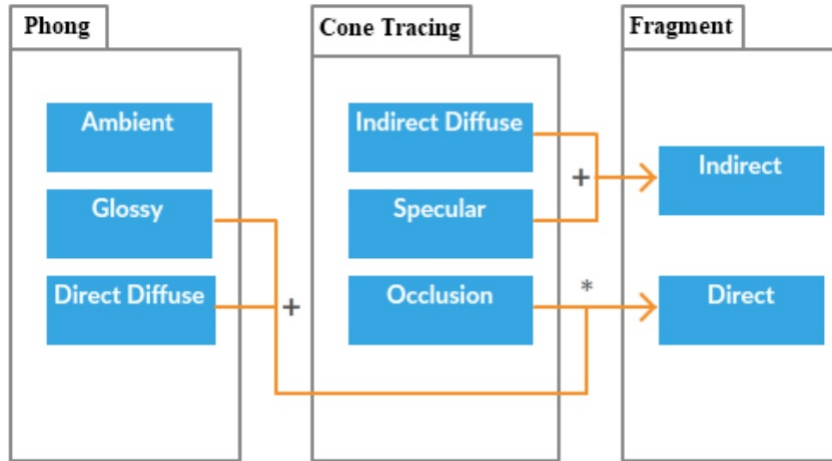 Phong
Cone Tracing
Fragment
Ambient
Indirect Diffuse
Indirect
Glossy
+
Specular
Direct Diffuse
+
Occlusion
*
Direct